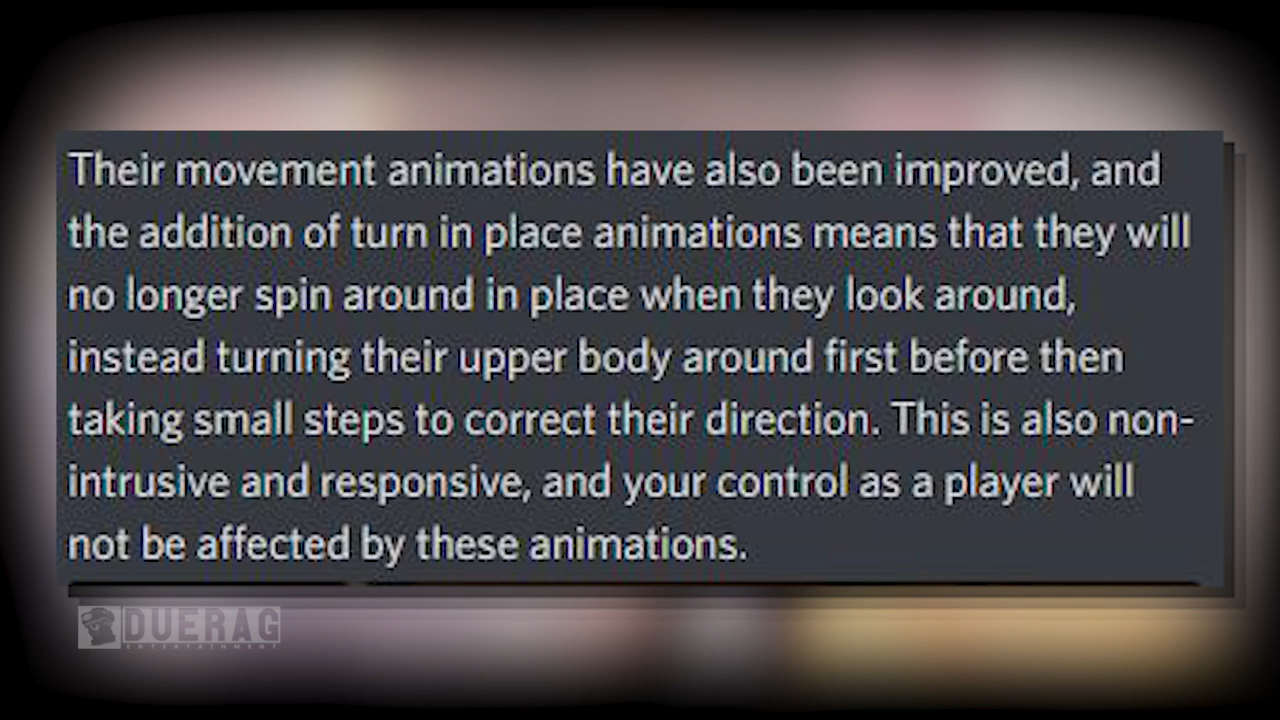 Their movement animations have also been improved, and
the addition of turn in place animations means that they will
no longer spin around in place when they look around,
instead turning their upper body around first before then
taking small steps to correct their direction. This is also non-
intrusive and responsive, and your control as a player will
not be affected by these animations.
DUERAG
ENTERTAINMENT